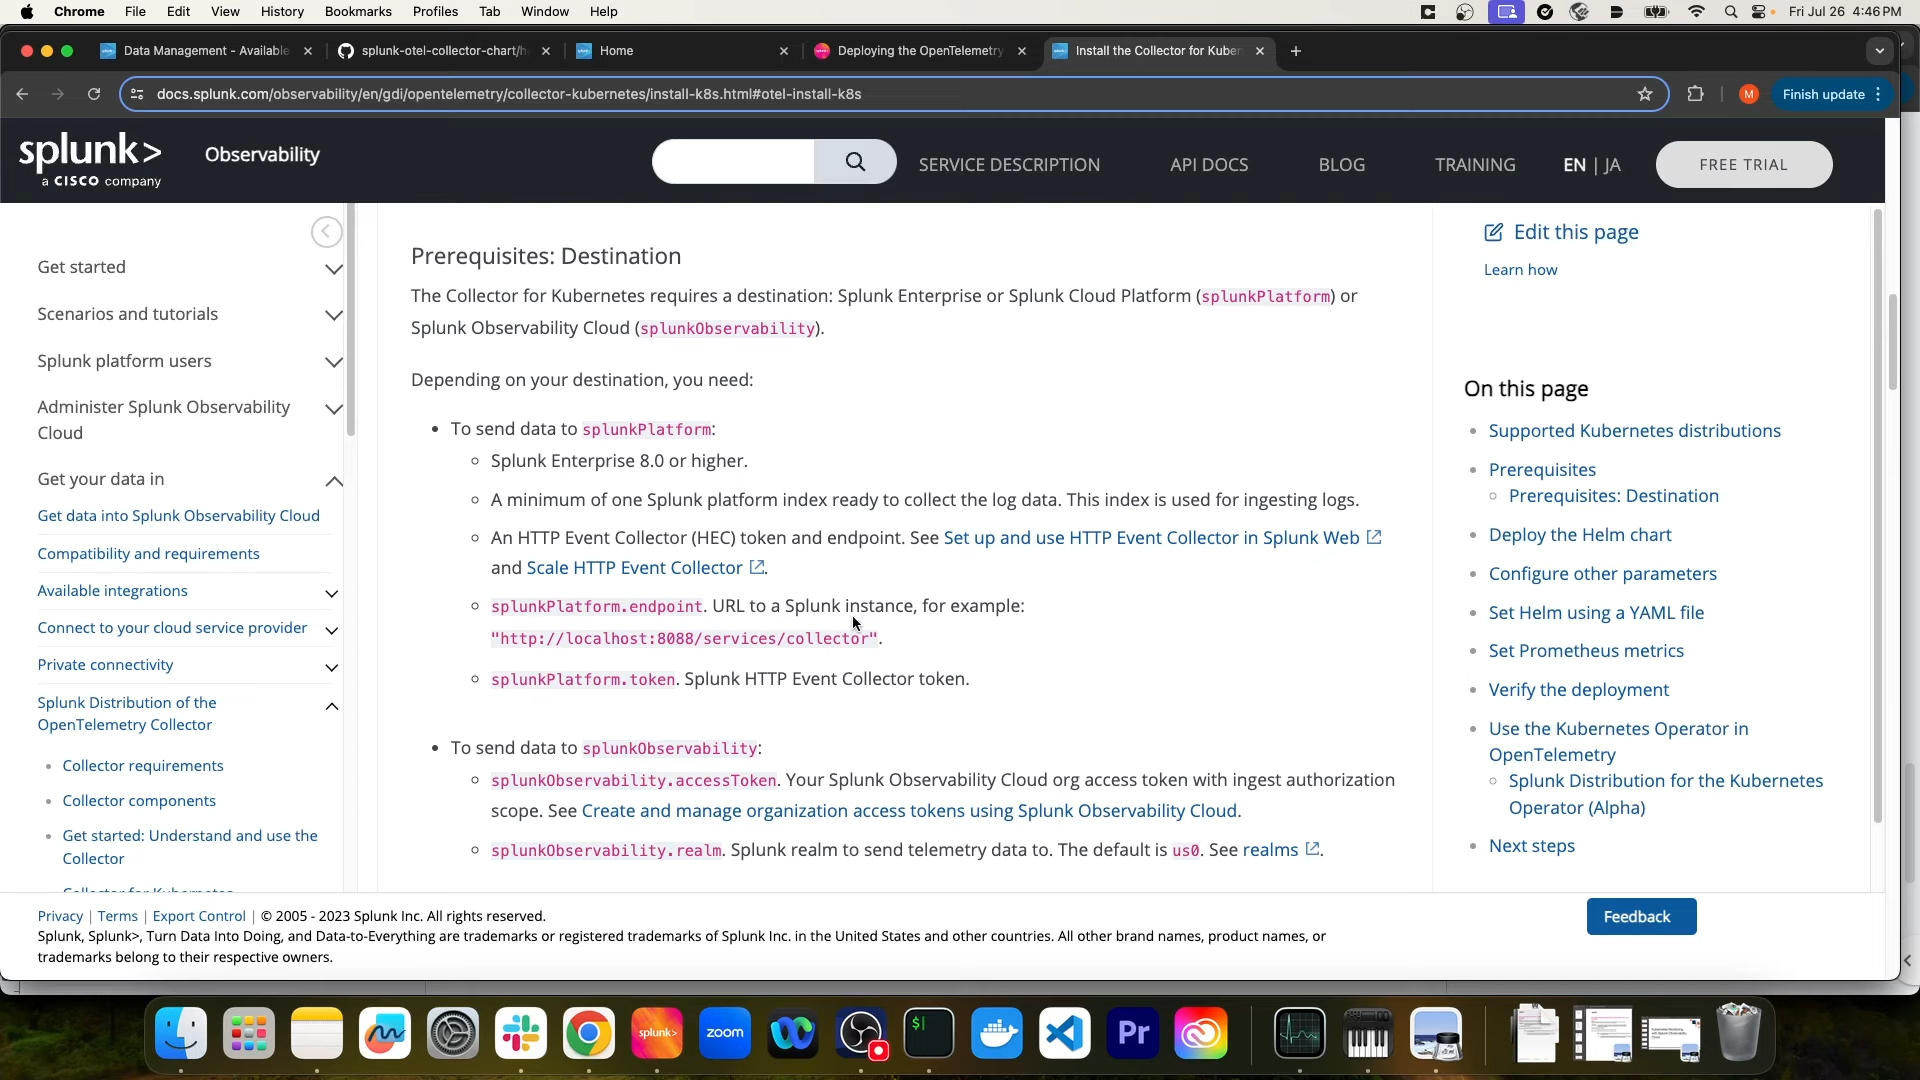 Chrome File Edit View History Bookmarks Profiles Tab Window Help
Fri Jul 26 4:46 PM
Data Management - Available
splunk-otel-collector-chart/h
Home
Deploying the OpenTelemetry
Install the Collector for Kuber
docs.splunk.com/observability/en/gdi/opentelemetry/collector-kubernetes/install-k8s.html#otel-install-k8s
M
Finish update
splunk>
a CISCO company
Observability
SERVICE DESCRIPTION
API DOCS
BLOG
TRAINING
EN | JA
FREE TRIAL
Get started
Scenarios and tutorials
Splunk platform users
Administer Splunk Observability
Cloud
Get your data in
Get data into Splunk Observability Cloud
Compatibility and requirements
Available integrations
Connect to your cloud service provider
Private connectivity
Splunk Distribution of the
OpenTelemetry Collector
Collector requirements
Collector components
Get started: Understand and use the
Collector
Collector for Kubernetes
Prerequisites: Destination
The Collector for Kubernetes requires a destination: Splunk Enterprise or Splunk Cloud Platform (splunkPlatform) or
Splunk Observability Cloud (splunkObservability).
Depending on your destination, you need:
• To send data to splunkPlatform:
Splunk Enterprise 8.0 or higher.
A minimum of one Splunk platform index ready to collect the log data. This index is used for ingesting logs.
An HTTP Event Collector (HEC) token and endpoint. See Set up and use HTTP Event Collector in Splunk Web
and Scale HTTP Event Collector.
splunkPlatform.endpoint. URL to a Splunk instance, for example:
"http://localhost:8088/services/collector".
splunkPlatform.token. Splunk HTTP Event Collector token.
• To send data to splunkObservability:
splunkObservability.accessToken. Your Splunk Observability Cloud org access token with ingest authorization
scope. See Create and manage organization access tokens using Splunk Observability Cloud.
splunkObservability.realm. Splunk realm to send telemetry data to. The default is us0. See realms.
Edit this page
Learn how
On this page
Supported Kubernetes distributions
Prerequisites
Prerequisites: Destination
Deploy the Helm chart
Configure other parameters
Set Helm using a YAML file
Set Prometheus metrics
Verify the deployment
Use the Kubernetes Operator in
OpenTelemetry
Splunk Distribution for the Kubernetes
Operator (Alpha)
Next steps
Privacy | Terms | Export Control | © 2005 - 2023 Splunk Inc. All rights reserved.
Splunk, Splunk>, Turn Data Into Doing, and Data-to-Everything are trademarks or registered trademarks of Splunk Inc. in the United States and other countries. All other brand names, product names, or
trademarks belong to their respective owners.
Feedback
splunk>
zoom
$
Pr